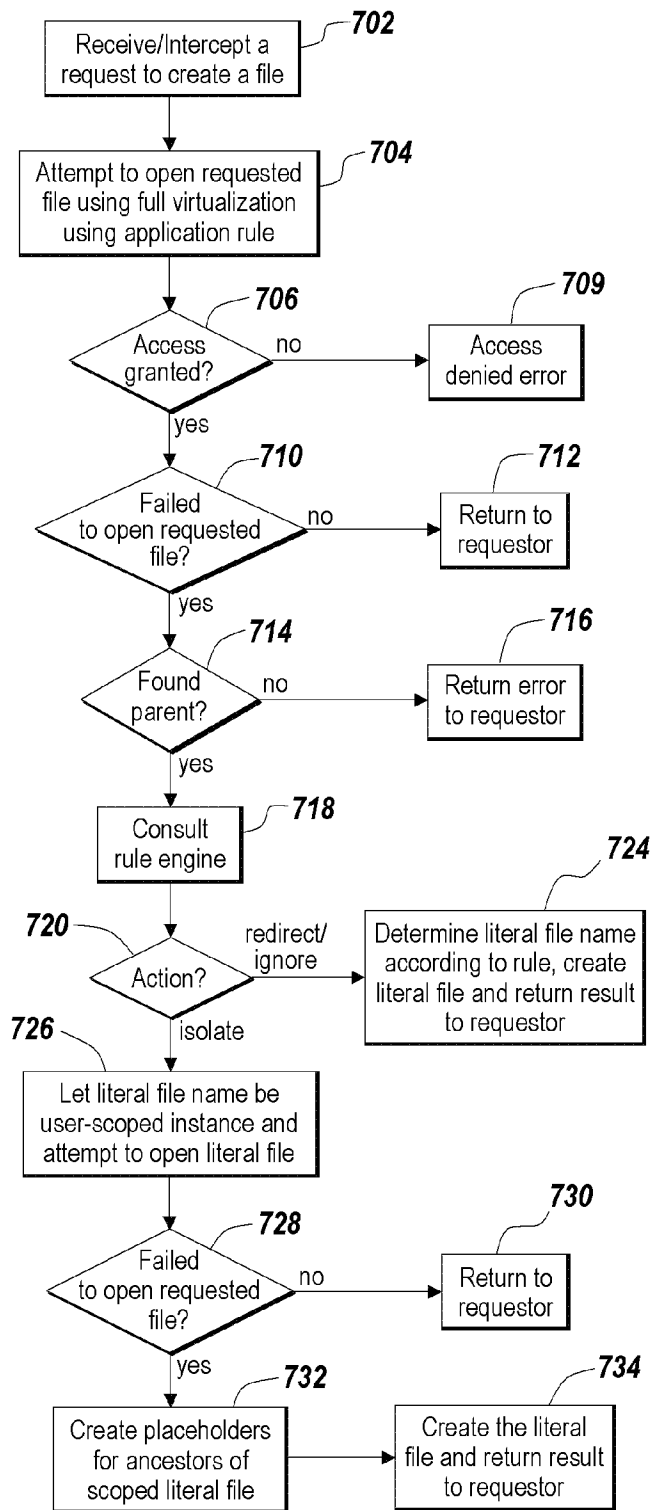 702
Receive/Intercept a
request to create a file
704
Attempt to open requested
file using full virtualization
using application rule
706
Access
granted?
no
709
Access
denied error
yes
710
Failed
to open requested
file?
no
712
Return to
requestor
yes
714
Found
parent?
no
716
Return error
to requestor
yes
718
Consult
rule engine
720
Action?
redirect/
ignore
724
Determine literal file name
according to rule, create
literal file and return result
to requestor
isolate
726
Let literal file name be
user-scoped instance and
attempt to open literal file
728
Failed
to open requested
file?
no
730
Return to
requestor
yes
732
Create placeholders
for ancestors of
scoped literal file
734
Create the literal
file and return result
to requestor